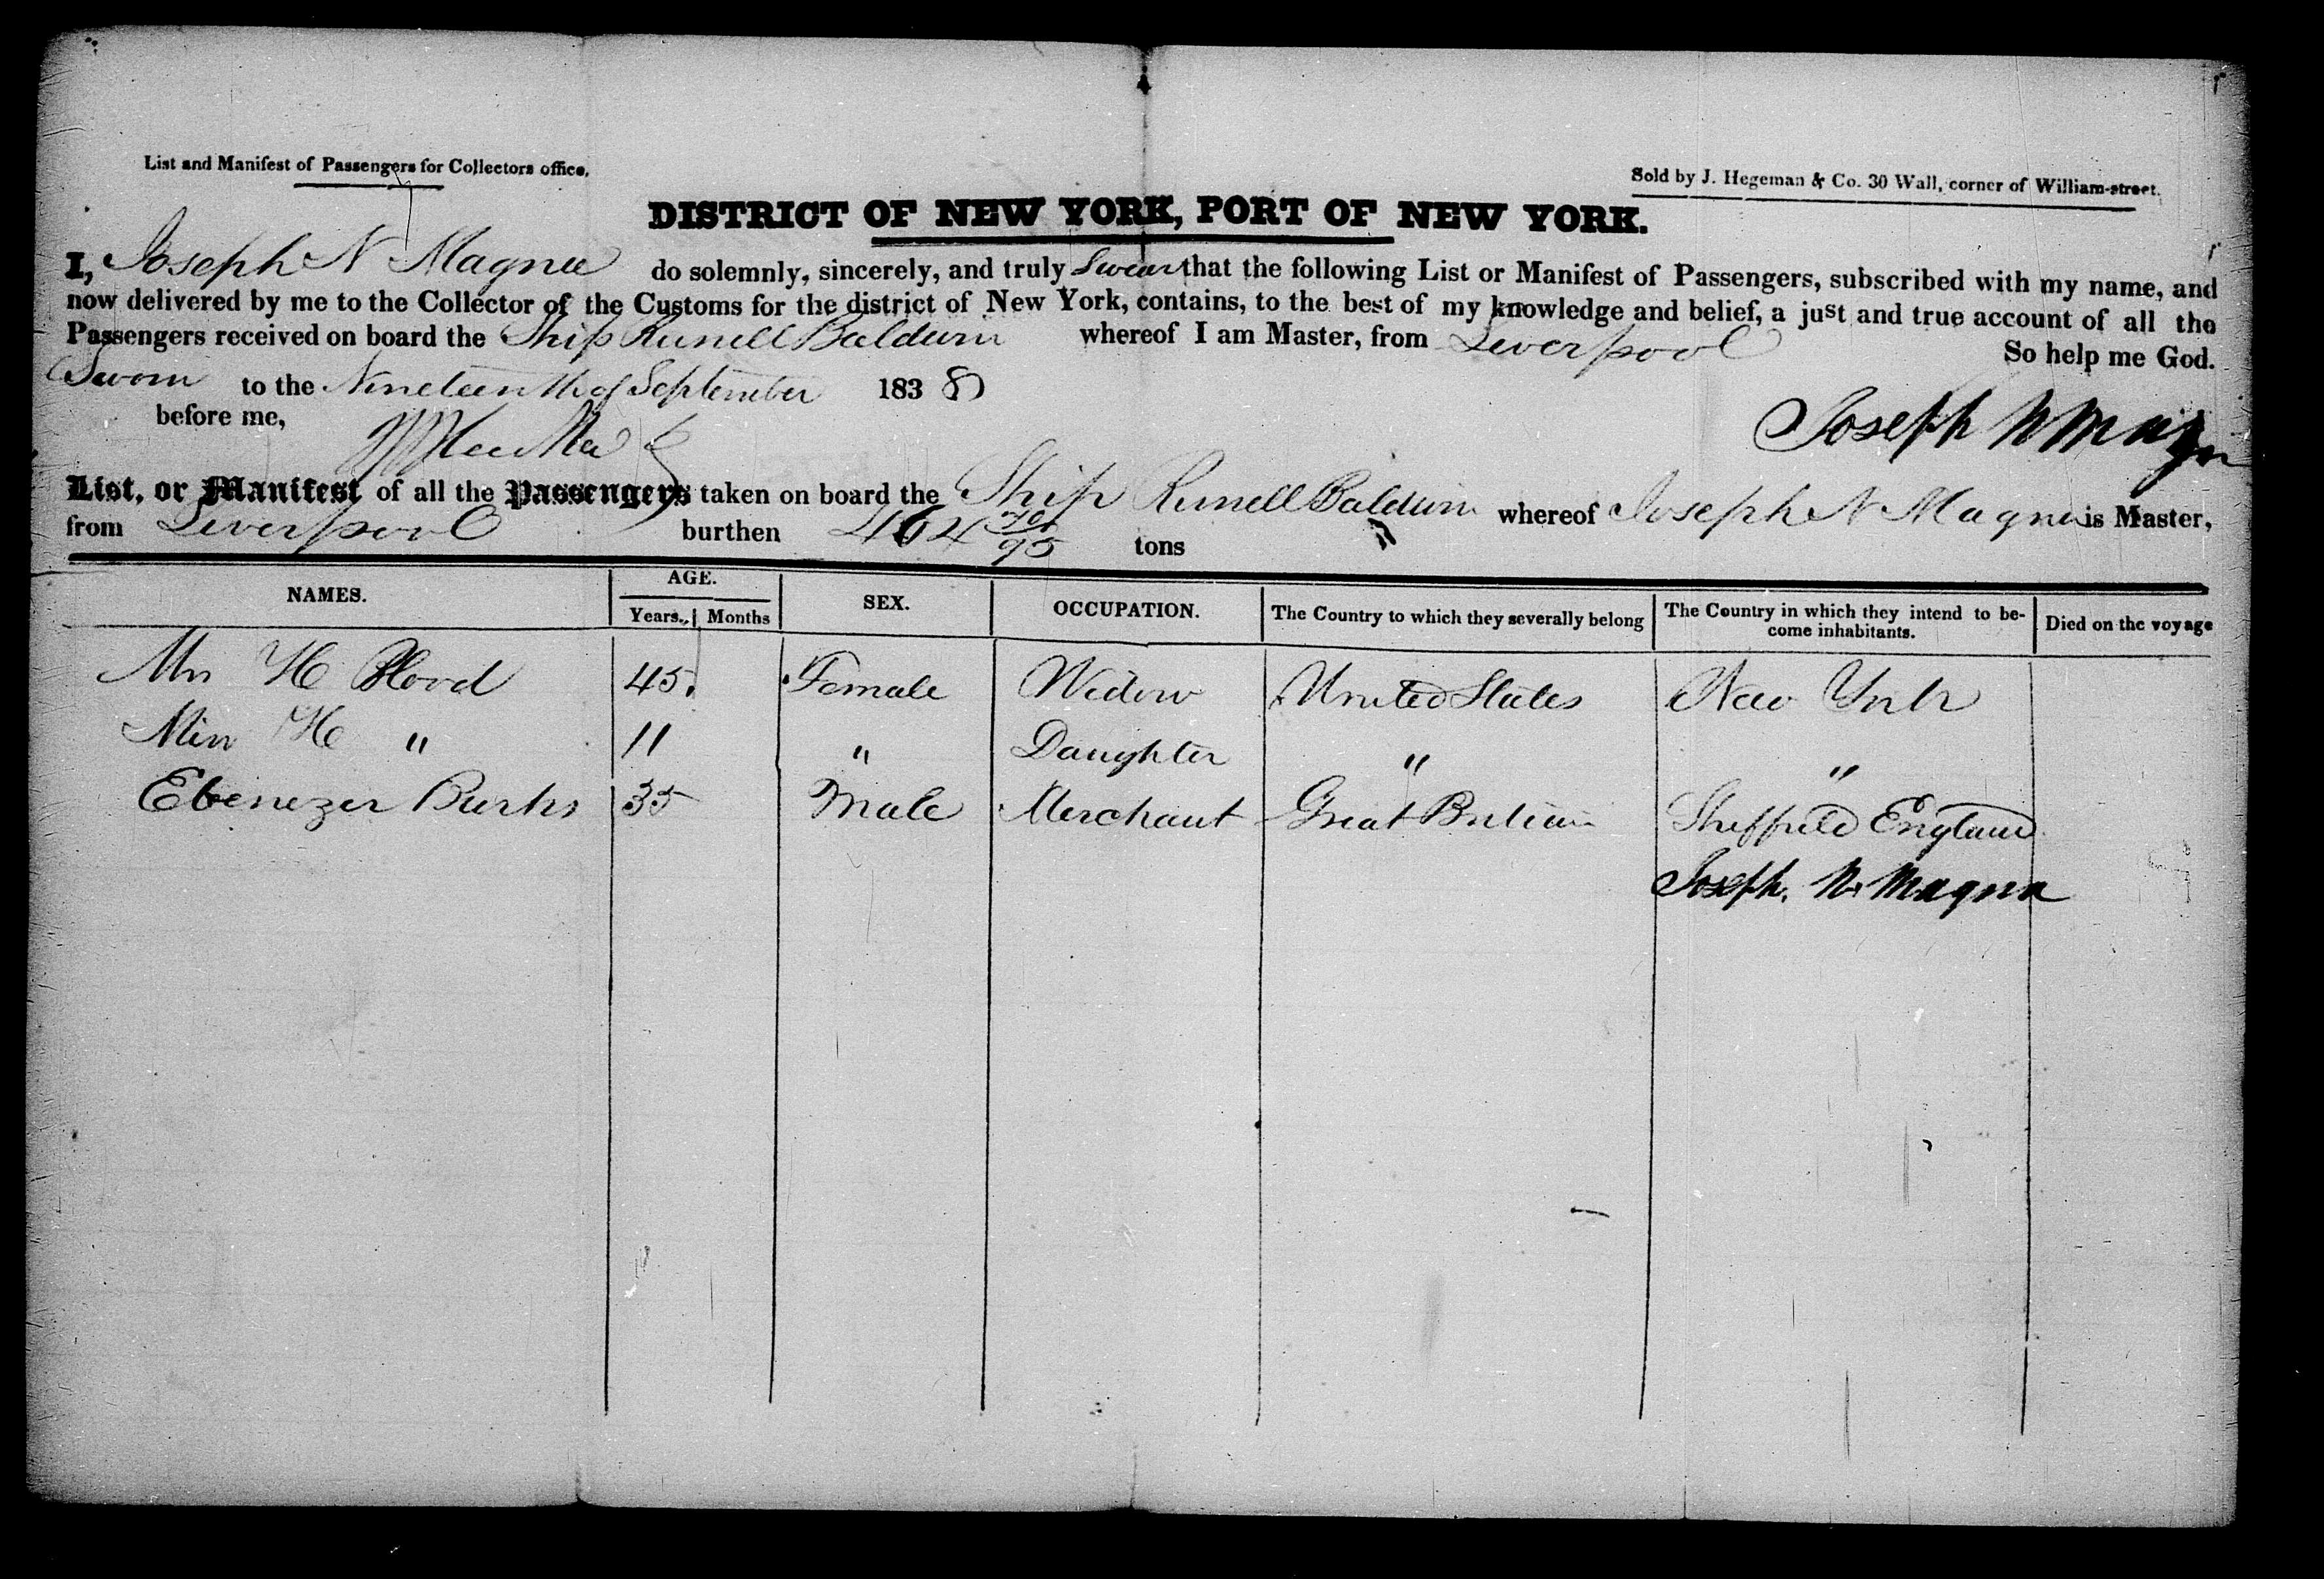 List and Manifest of Passengers for Collectors office.
Sold by J. Hegeman & Co. 30 Wall, corner of William-street.
DISTRICT OF NEW YORK, PORT OF NEW YORK.
I, Joseph N Magna do solemnly, sincerely, and truly Swear that the following List or Manifest of Passengers, subscribed with my name, and
now delivered by me to the Collector of the Customs for the district of New York, contains, to the best of my knowledge and belief, a just and true account of all the
Passengers received on board the Ship Russell Baldwin whereof I am Master, from Liverpool
So help me God.
Sworn to the Nineteenth of September 1838
before me,
Joseph N Magna
List, or Manifest of all the Passengers taken on board the Ship Russell Baldwin whereof Joseph N Magna is Master,
from Liverpool burthen 464 /95 tons
NAMES. AGE. SEX. OCCUPATION. The Country to which they severally belong The Country in which they intend to be- Died on the voyage
Years. Months come inhabitants.
Mrs H Hood 45. Female Widow United States New York
Miss H " 11 " Daughter " "
Ebenezer Burks 35 Male Merchant Great Britian Sheffield England
Joseph. N. Magna